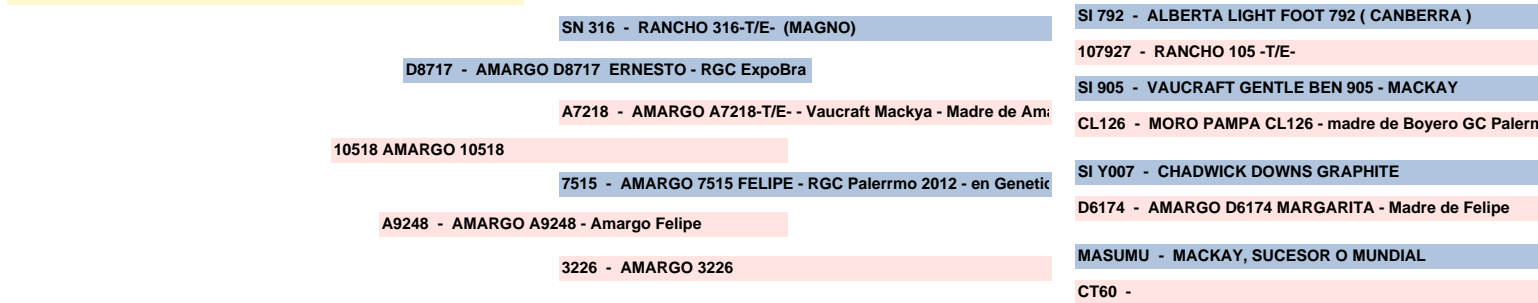 SI 792 - ALBERTA LIGHT FOOT 792 ( CANBERRA )
SN 316 - RANCHO 316-T/E- (MAGNO)
107927 - RANCHO 105 -T/E-
D8717 - AMARGO D8717 ERNESTO - RGC ExpoBra
SI 905 - VAUCRAFT GENTLE BEN 905 - MACKAY
A7218 - AMARGO A7218-T/E- - Vaucraft Mackya - Madre de
CL126 - MORO PAMPA CL126 - madre de Boyero GC
10518 AMARGO 10518
SI Y007 - CHADWICK DOWNS GRAPHITE
7515 - AMARGO 7515 FELIPE - RGC Palerrmo 2012 - en
D6174 - AMARGO D6174 MARGARITA - Madre de Felipe
A9248 - AMARGO A9248 - Amargo Felipe
MASUMU - MACKAY, SUCESOR O MUNDIAL
3226 - AMARGO 3226
CT60 -